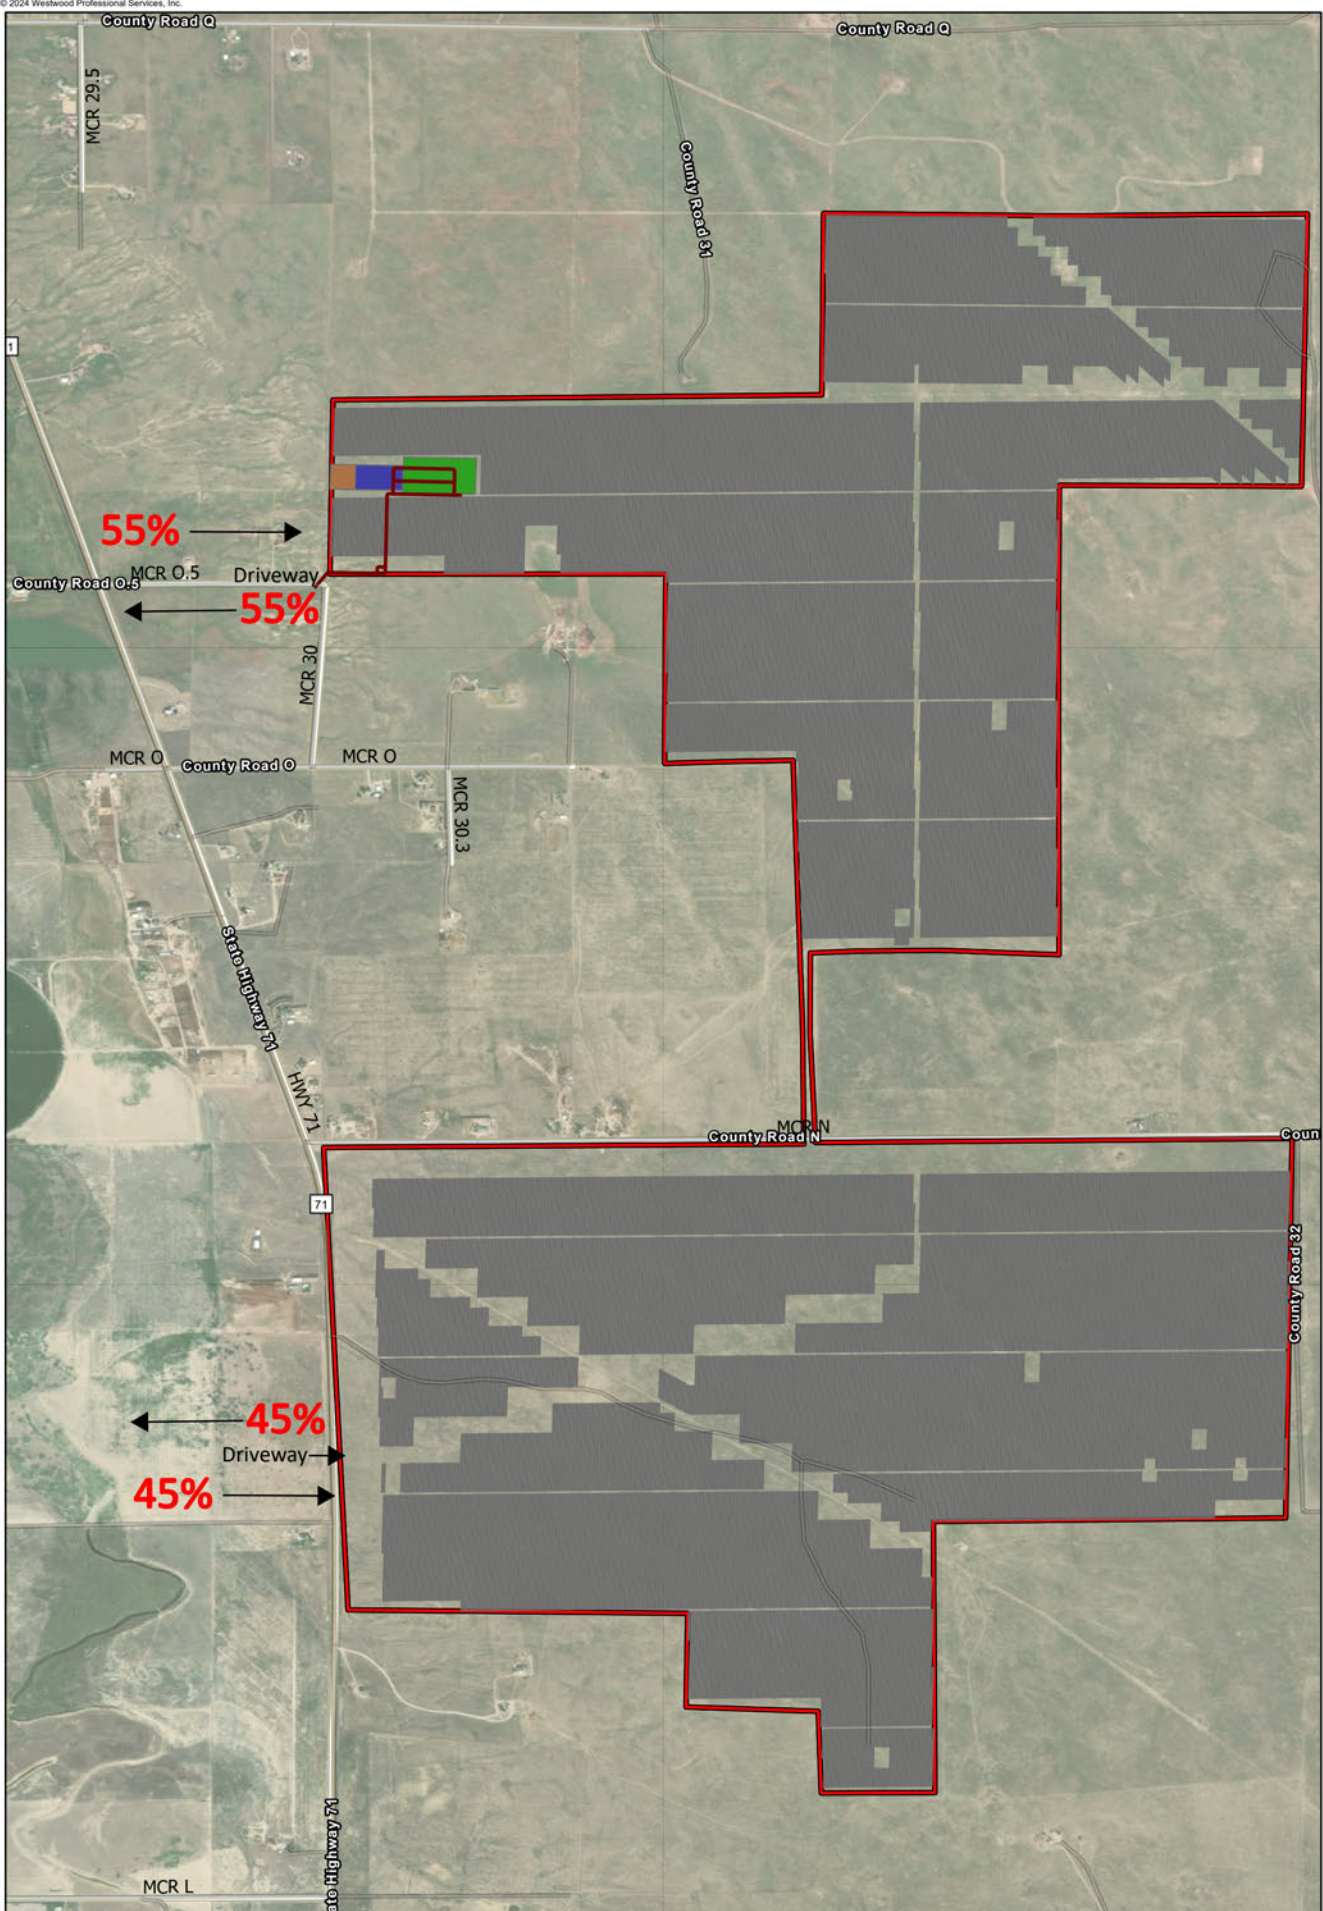 © 2024 Westwood Professional Services, Inc.
County Road Q
County Road Q
MCR 29.5
County Road 31
1
55%
MCR O.5
County Road O.5
Driveway
55%
MCR 30
MCR O
County Road O
MCR O
MCR 30.3
State Highway 71
HWY 71
MCR N
County Road N
Coun
71
County Road 32
45%
Driveway
45%
ate Highway 71
MCR L